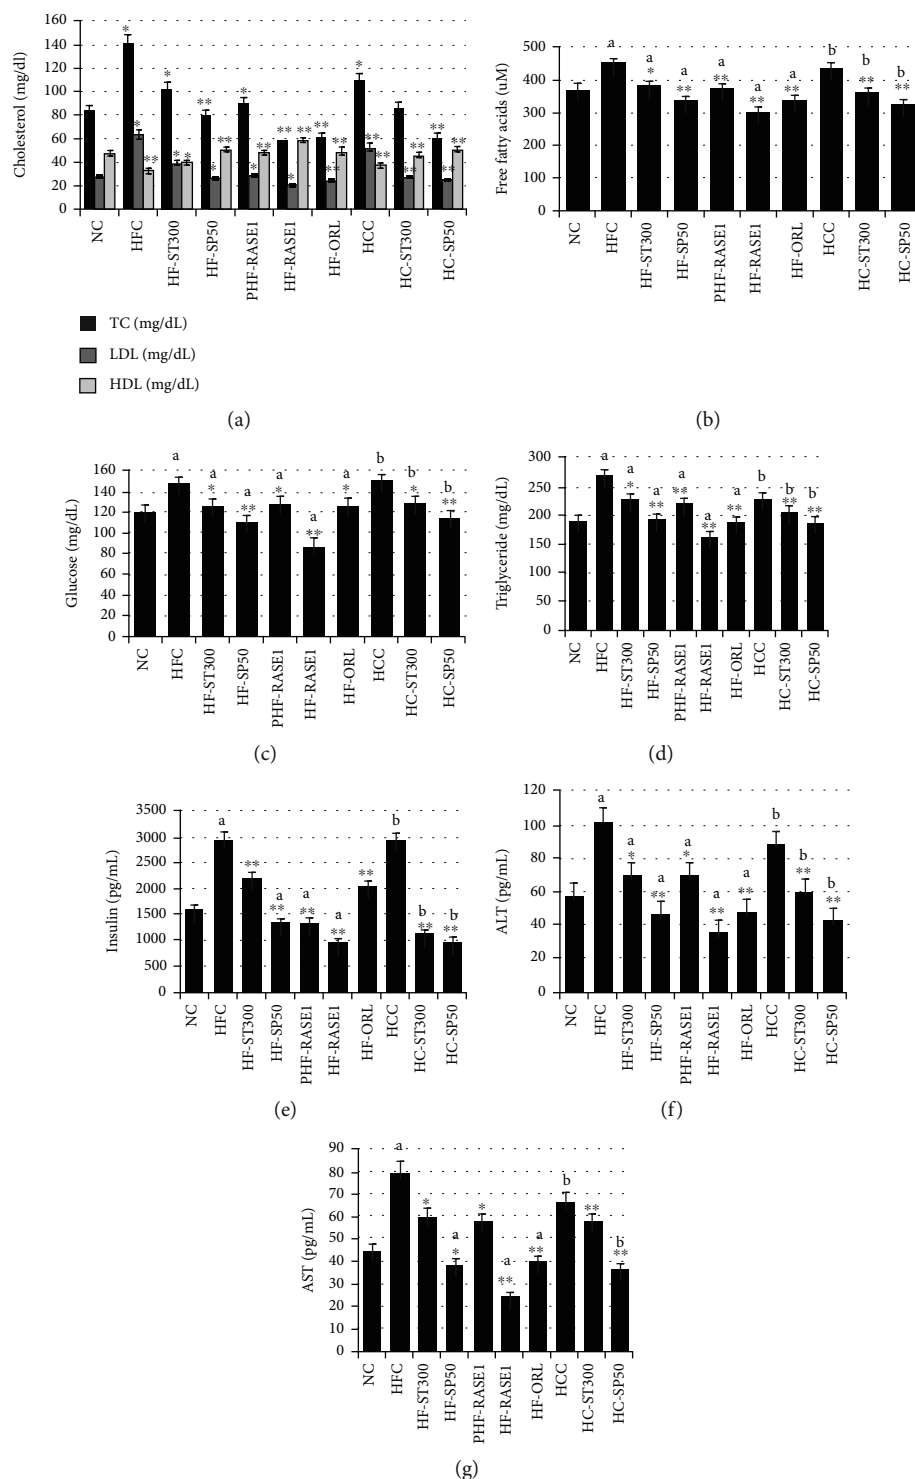 160
140
120
100
80
60
40
20
0
Cholesterol (mg/dl)
* * ** * ** ** *
* ** * * ** ** ** ** ** ** ** **
* * * * ** ** **
NC HFC HF-ST300 HF-SP50 PHF-RASE1 HF-RASE1 HF-ORL HCC HC-ST300 HC-SP50
TC (mg/dL)
LDL (mg/dL)
HDL (mg/dL)
(a)
500
400
300
200
100
0
Free fatty acids (uM)
a a a a a a b b b
* ** ** ** ** ** **
NC HFC HF-ST300 HF-SP50 PHF-RASE1 HF-RASE1 HF-ORL HCC HC-ST300 HC-SP50
(b)
160
140
120
100
80
60
40
20
0
Glucose (mg/dL)
a a a a a a b b b
* ** * ** * * **
NC HFC HF-ST300 HF-SP50 PHF-RASE1 HF-RASE1 HF-ORL HCC HC-ST300 HC-SP50
(c)
300
250
200
150
100
50
0
Triglyceride (mg/dL)
a a a a a a b b b
* ** ** ** ** ** **
NC HFC HF-ST300 HF-SP50 PHF-RASE1 HF-RASE1 HF-ORL HCC HC-ST300 HC-SP50
(d)
3500
3000
2500
2000
1500
1000
500
0
Insulin (pg/mL)
a a a a b b b
** ** ** ** ** ** **
NC HFC HF-ST300 HF-SP50 PHF-RASE1 HF-RASE1 HF-ORL HCC HC-ST300 HC-SP50
(e)
120
100
80
60
40
20
0
ALT (pg/mL)
a a a a a a b b b
* ** * ** ** ** **
NC HFC HF-ST300 HF-SP50 PHF-RASE1 HF-RASE1 HF-ORL HCC HC-ST300 HC-SP50
(f)
90
80
70
60
50
40
30
20
10
0
AST (pg/mL)
a a a a b b
* * * ** ** ** **
NC HFC HF-ST300 HF-SP50 PHF-RASE1 HF-RASE1 HF-ORL HCC HC-ST300 HC-SP50
(g)